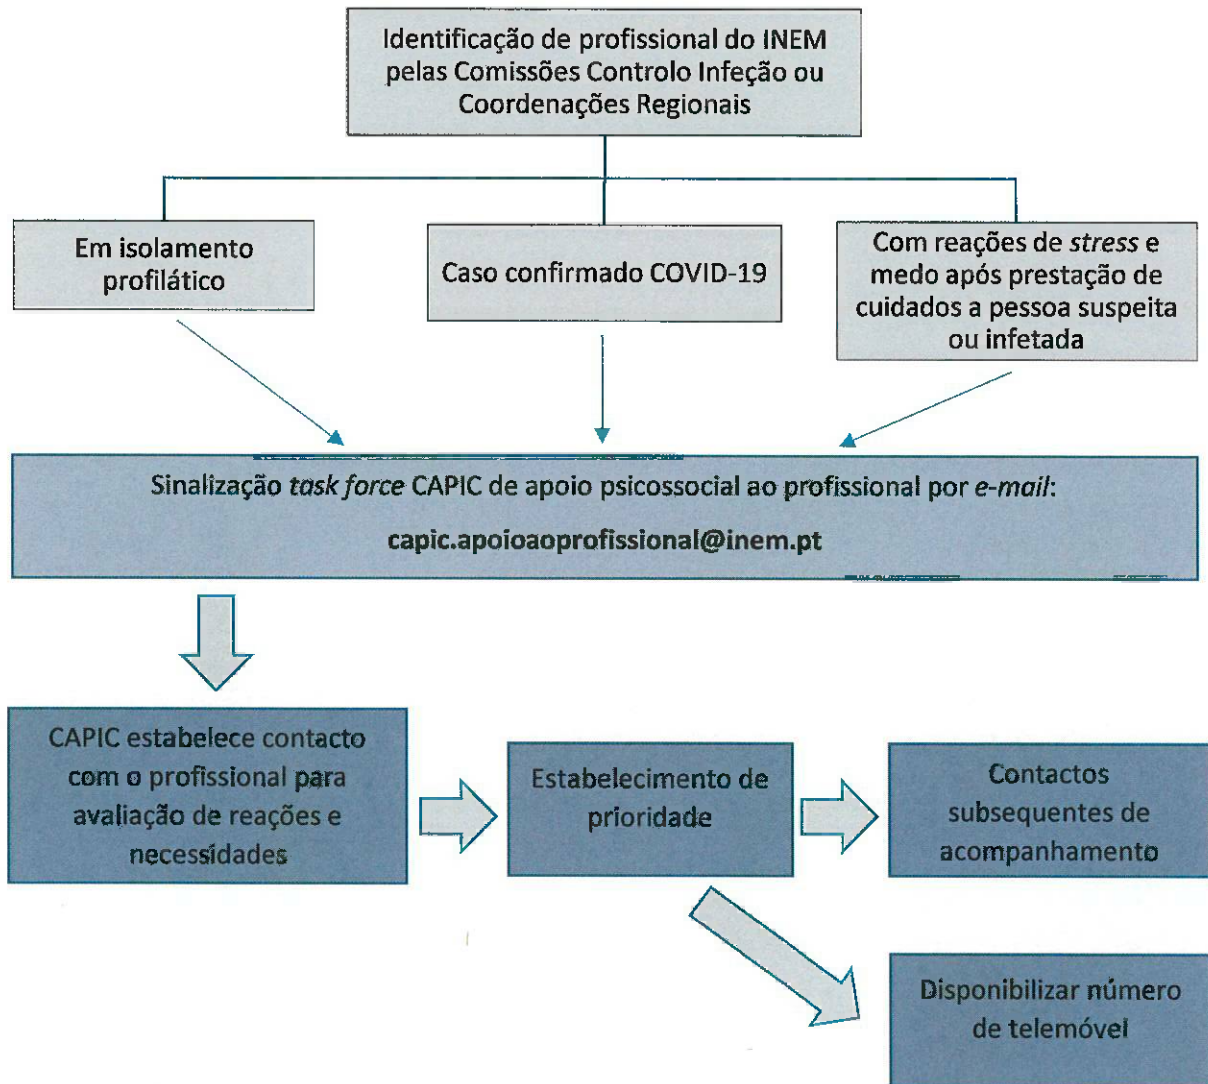 Identificação de profissional do INEM
pelas Comissões Controlo Infeção ou
Coordenações Regionais
Em isolamento
profilático
Caso confirmado COVID-19
Com reações de stress e
medo após prestação de
cuidados a pessoa suspeita
ou infetada
Sinalização task force CAPIC de apoio psicossocial ao profissional por e-mail:
capic.apoioaoprofissional@inem.pt
CAPIC estabelece contacto
com o profissional para
avaliação de reações e
necessidades
Estabelecimento de
prioridade
Contactos
subsequentes de
acompanhamento
Disponibilizar número
de telemóvel